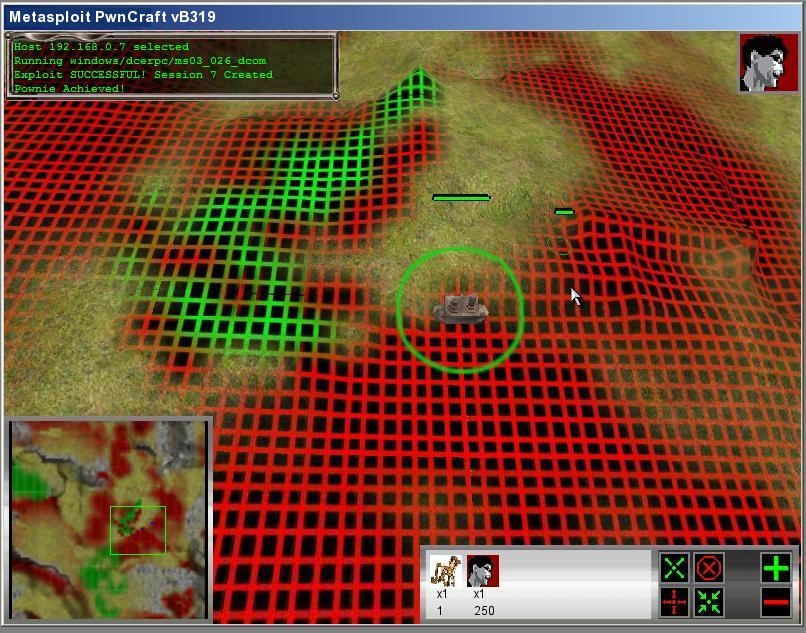 Metasploit PwnCraft vB319
Host 192.168.0.7 selected
Running windows/dcerpc/ms03_026_dcom
Exploit SUCCESSFUL! Session 7 Created
Pownie Achieved!
x1 x1
1 250